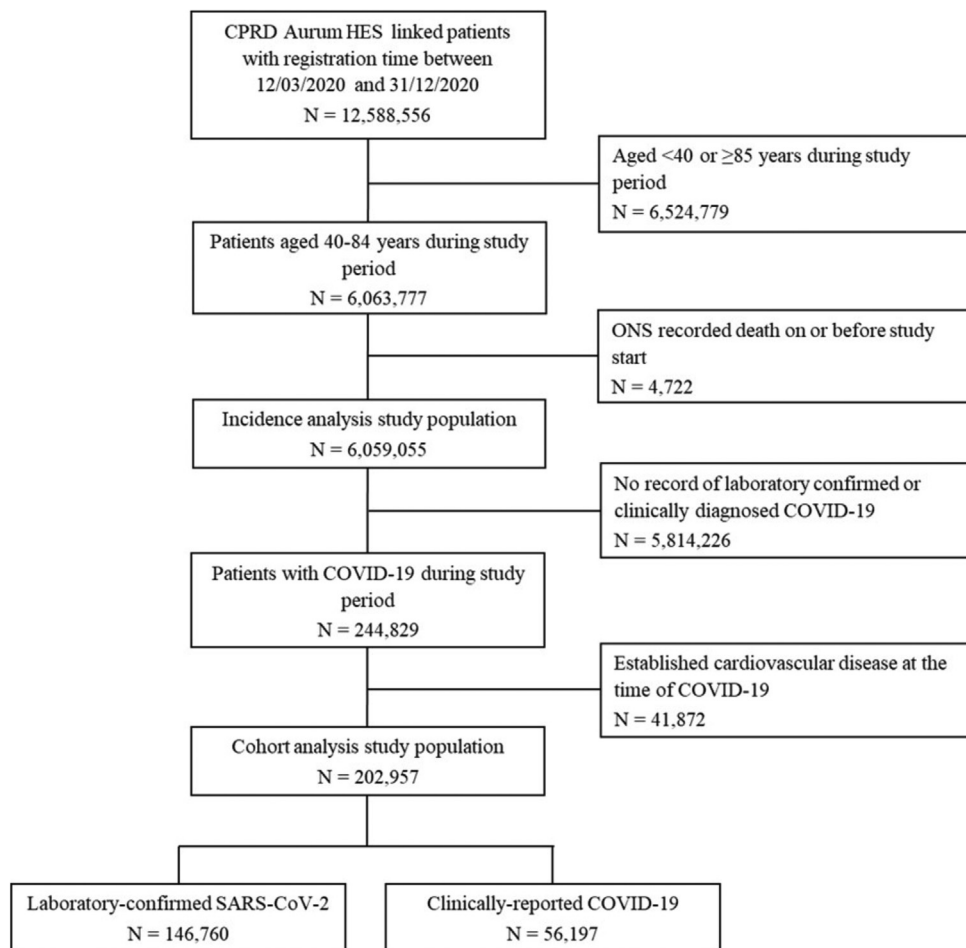 CPRD Aurum HES linked patients
with registration time between
12/03/2020 and 31/12/2020
N = 12,588,556
Aged <40 or ≥85 years during study
period
N = 6,524,779
Patients aged 40-84 years during study
period
N = 6,063,777
ONS recorded death on or before study
start
N = 4,722
Incidence analysis study population
N = 6,059,055
No record of laboratory confirmed or
clinically diagnosed COVID-19
N = 5,814,226
Patients with COVID-19 during study
period
N = 244,829
Established cardiovascular disease at the
time of COVID-19
N = 41,872
Cohort analysis study population
N = 202,957
Laboratory-confirmed SARS-CoV-2
N = 146,760
Clinically-reported COVID-19
N = 56,197